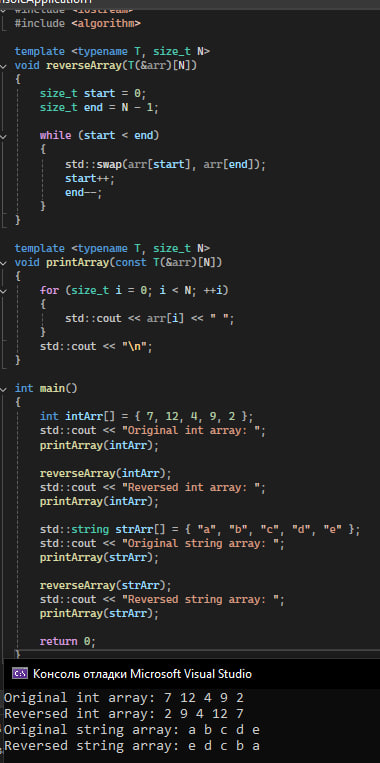 #include <iostream>
#include <algorithm>
template <typename T, size_t N>
void reverseArray(T(&arr)[N])
{
size_t start = 0;
size_t end = N - 1;
while (start < end)
{
std::swap(arr[start], arr[end]);
start++;
end--;
}
}
template <typename T, size_t N>
void printArray(const T(&arr)[N])
{
for (size_t i = 0; i < N; ++i)
{
std::cout << arr[i] << " ";
}
std::cout << "\n";
}
int main()
{
int intArr[] = { 7, 12, 4, 9, 2 };
std::cout << "Original int array: ";
printArray(intArr);
reverseArray(intArr);
std::cout << "Reversed int array: ";
printArray(intArr);
std::string strArr[] = { "a", "b", "c", "d", "e" };
std::cout << "Original string array: ";
printArray(strArr);
reverseArray(strArr);
std::cout << "Reversed string array: ";
printArray(strArr);
return 0;
}
Консоль отладки Microsoft Visual Studio
Original int array: 7 12 4 9 2
Reversed int array: 2 9 4 12 7
Original string array: a b c d e
Reversed string array: e d c b a